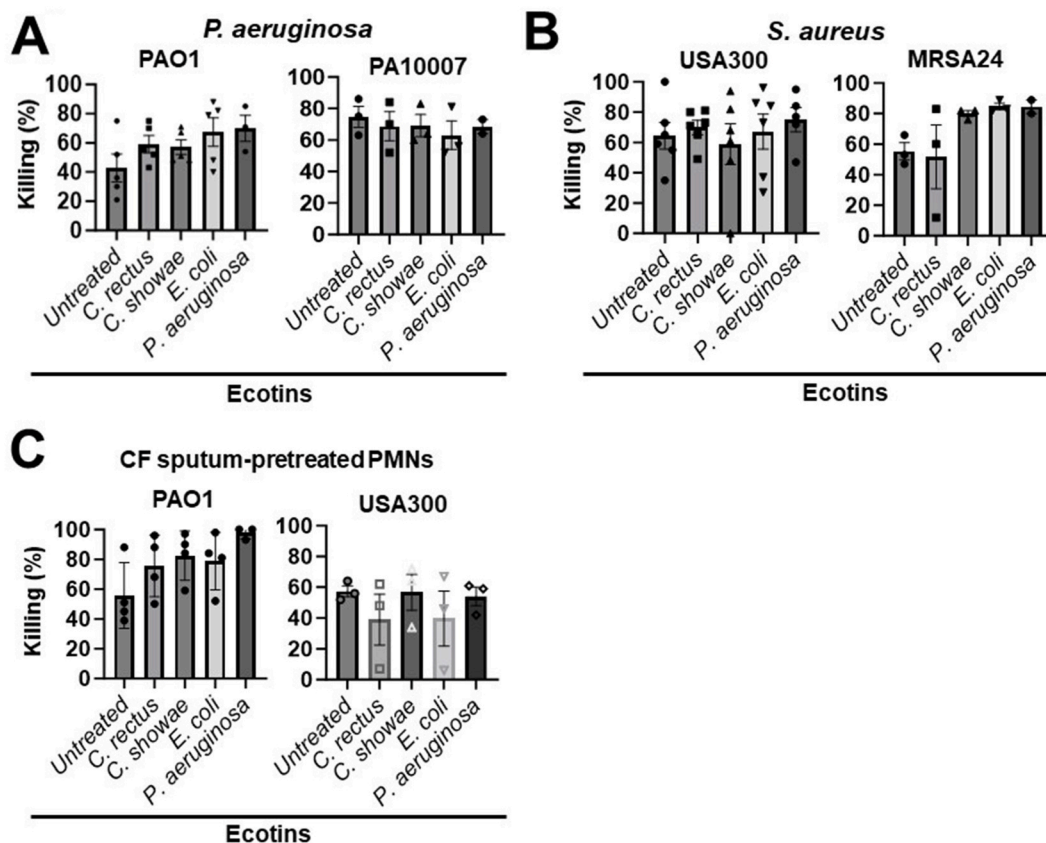 A
P. aeruginosa
PAO1
PA10007
Killing (%)
100
80
60
40
20
0
100
80
60
40
20
0
Untreated
C. rectus
C. showae
E. coli
P. aeruginosa
Untreated
C. rectus
C. showae
E. coli
P. aeruginosa
Ecotins
B
S. aureus
USA300
MRSA24
Killing (%)
100
80
60
40
20
0
100
80
60
40
20
0
Untreated
C. rectus
C. showae
E. coli
P. aeruginosa
Untreated
C. rectus
C. showae
E. coli
P. aeruginosa
Ecotins
C
CF sputum-pretreated PMNs
PAO1
USA300
Killing (%)
100
80
60
40
80
20
0
100
80
60
40
20
0
Untreated
C. rectus
C. showae
E. coli
P. aeruginosa
Untreated
C. rectus
C. showae
E. coli
P. aeruginosa
Ecotins